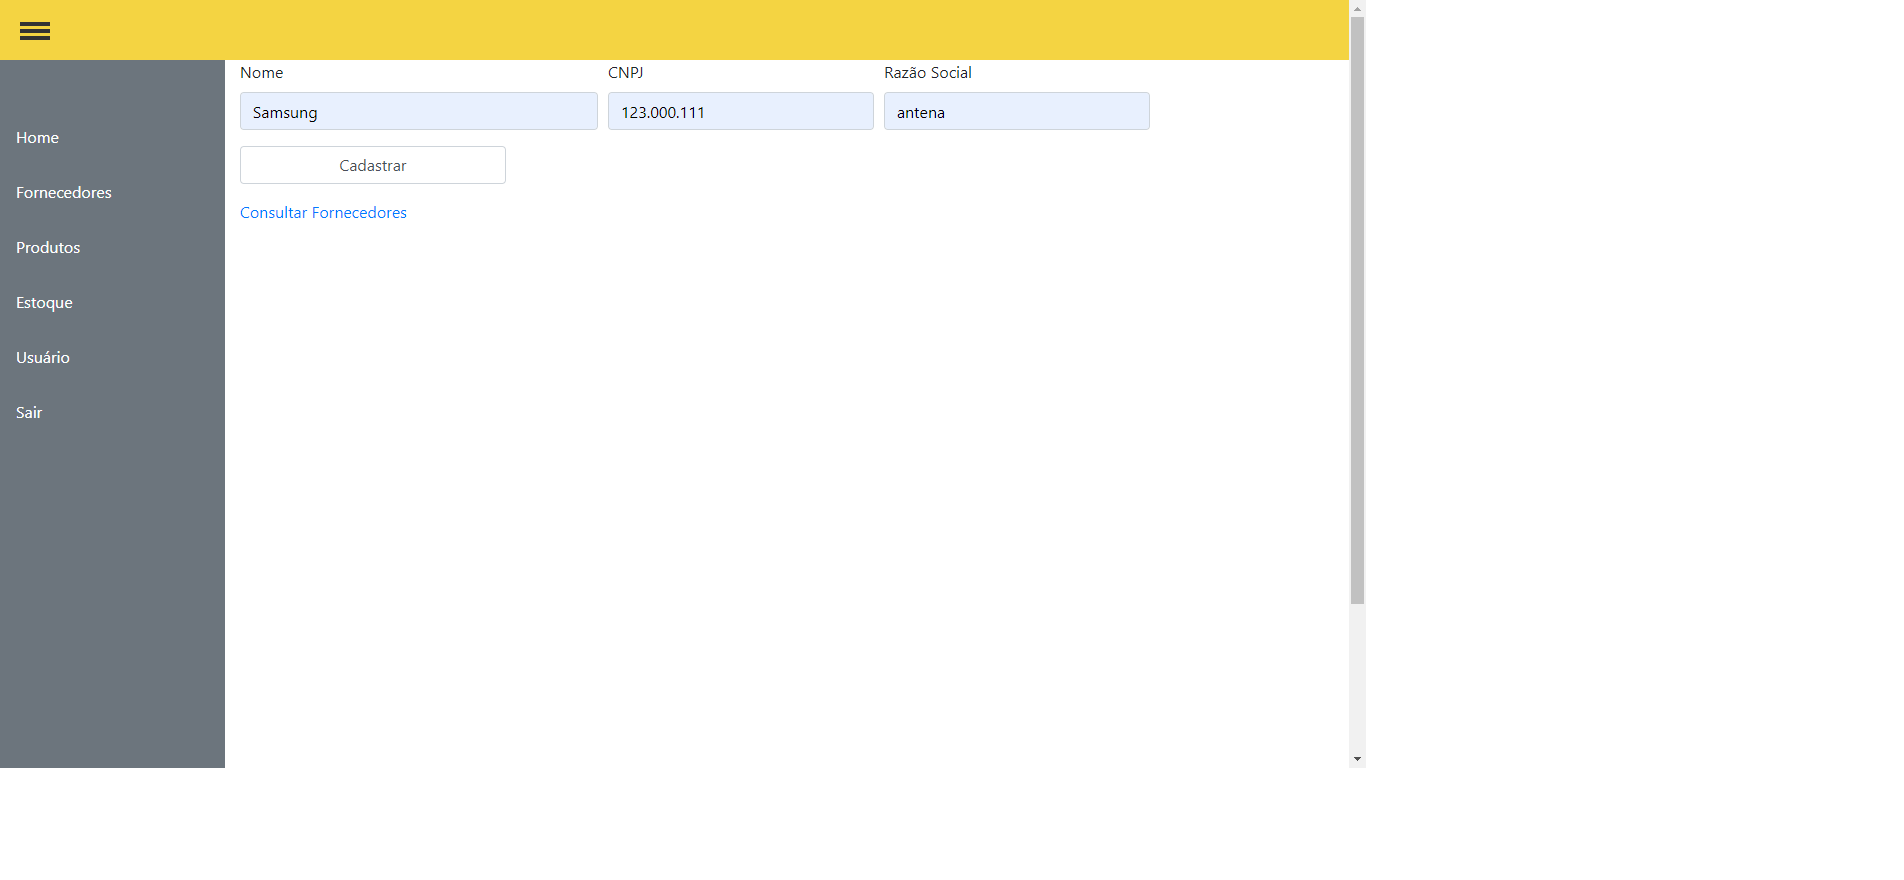 Nome CNPJ Razão Social
Samsung 123.000.111 antena
Cadastrar
Consultar Fornecedores
Home
Fornecedores
Produtos
Estoque
Usuário
Sair